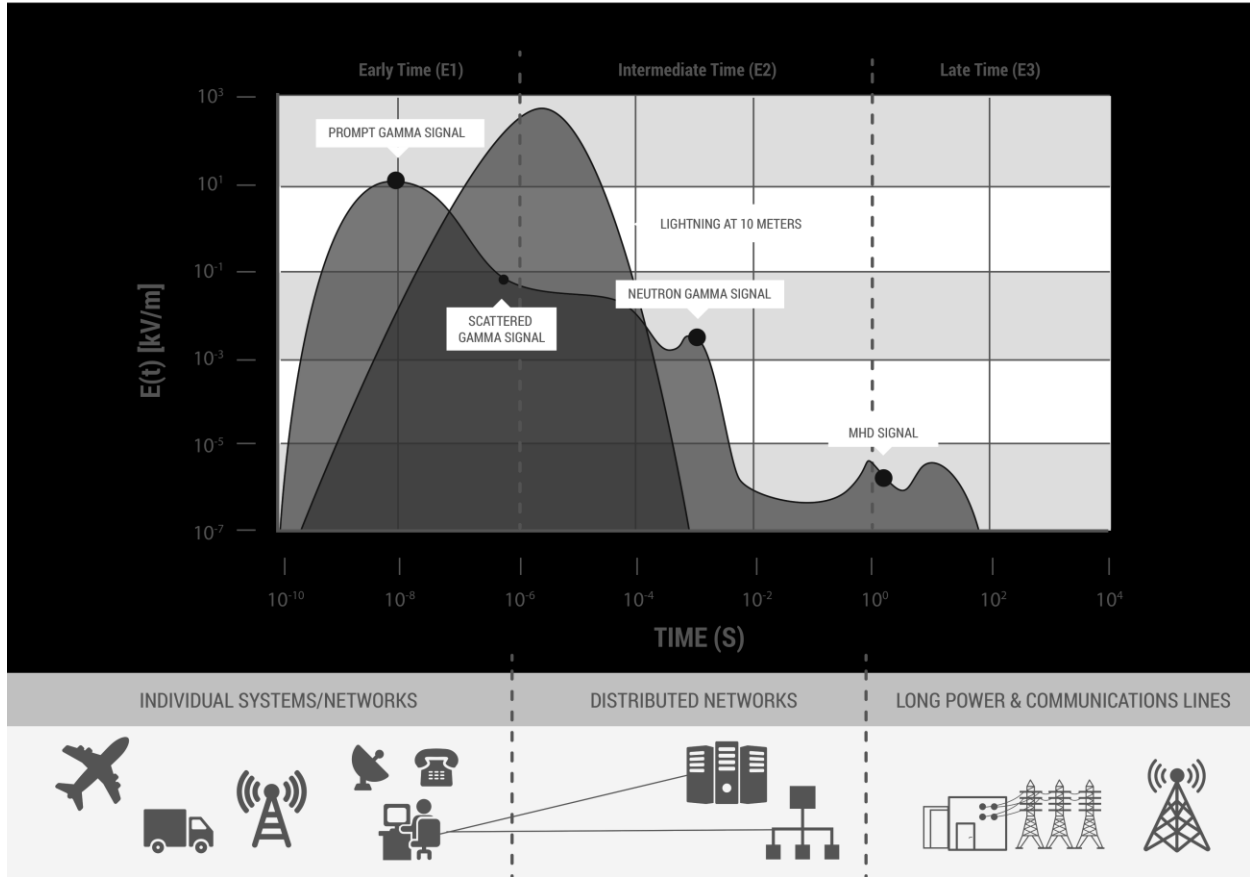 Early Time (E1)
Intermediate Time (E2)
Late Time (E3)
10³
PROMPT GAMMA SIGNAL
10¹
LIGHTNING AT 10 METERS
10⁻¹
NEUTRON GAMMA SIGNAL
SCATTERED
GAMMA SIGNAL
E(t) [kV/m]
10⁻³
MHD SIGNAL
10⁻⁵
10⁻⁷
10⁻¹⁰ 10⁻⁸ 10⁻⁶ 10⁻⁴ 10⁻² 10⁰ 10² 10⁴
TIME (S)
INDIVIDUAL SYSTEMS/NETWORKS
DISTRIBUTED NETWORKS
LONG POWER & COMMUNICATIONS LINES